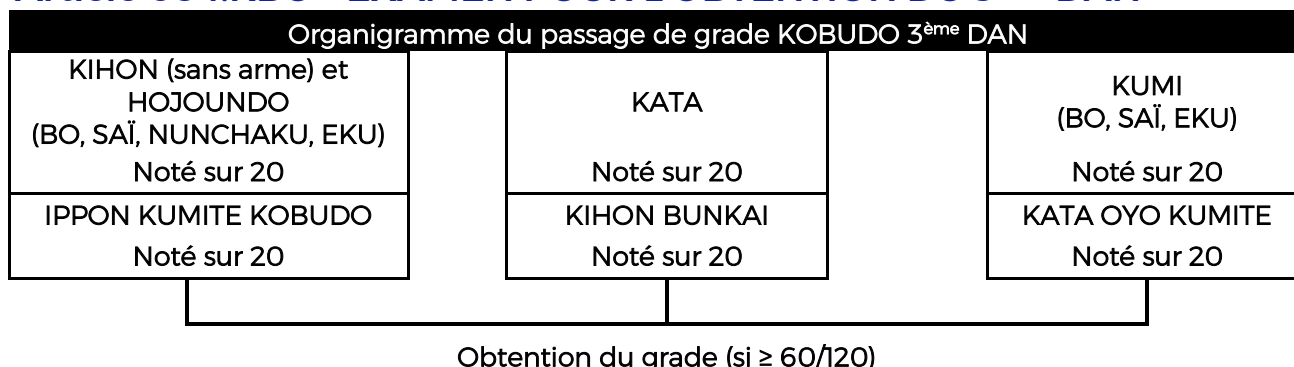 Organigramme du passage de grade KOBUDO 3ème DAN
KIHON (sans arme) et
HOJOUNDO
(BO, SAÏ, NUNCHAKU, EKU)
Noté sur 20
IPPON KUMITE KOBUDO
Noté sur 20
KATA
Noté sur 20
KIHON BUNKAI
Noté sur 20
KUMI
(BO, SAÏ, EKU)
Noté sur 20
KATA OYO KUMITE
Noté sur 20
Obtention du grade (si ≥ 60/120)